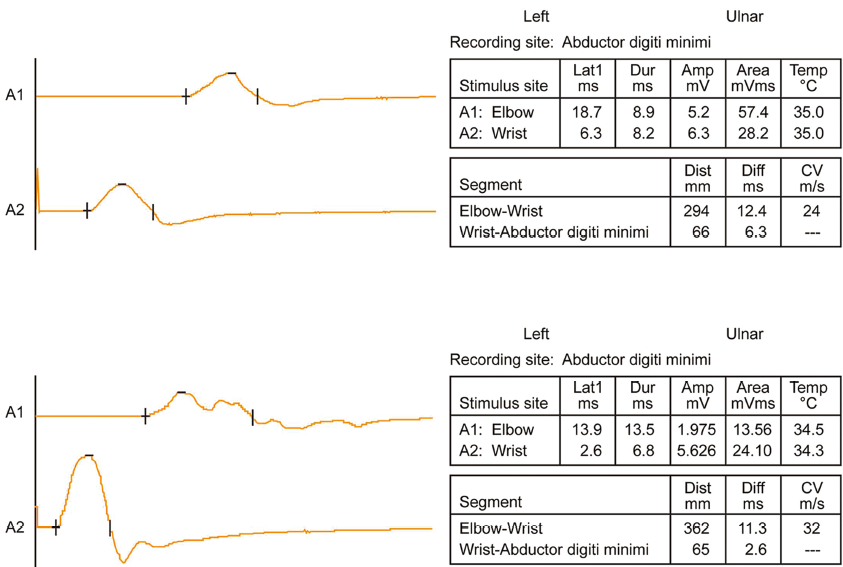 Left Ulnar
Recording site: Abductor digiti minimi
Stimulus site Lat1 ms Dur ms Amp mV Area mVms Temp °C
A1: Elbow 18.7 8.9 5.2 57.4 35.0
A2: Wrist 6.3 8.2 6.3 28.2 35.0
Segment Dist mm Diff ms CV m/s
Elbow-Wrist 294 12.4 24
Wrist-Abductor digiti minimi 66 6.3 ---
A1
A2
Left Ulnar
Recording site: Abductor digiti minimi
Stimulus site Lat1 ms Dur ms Amp mV Area mVms Temp °C
A1: Elbow 13.9 13.5 1.975 13.56 34.5
A2: Wrist 2.6 6.8 5.626 24.10 34.3
Segment Dist mm Diff ms CV m/s
Elbow-Wrist 362 11.3 32
Wrist-Abductor digiti minimi 65 2.6 ---
A1
A2